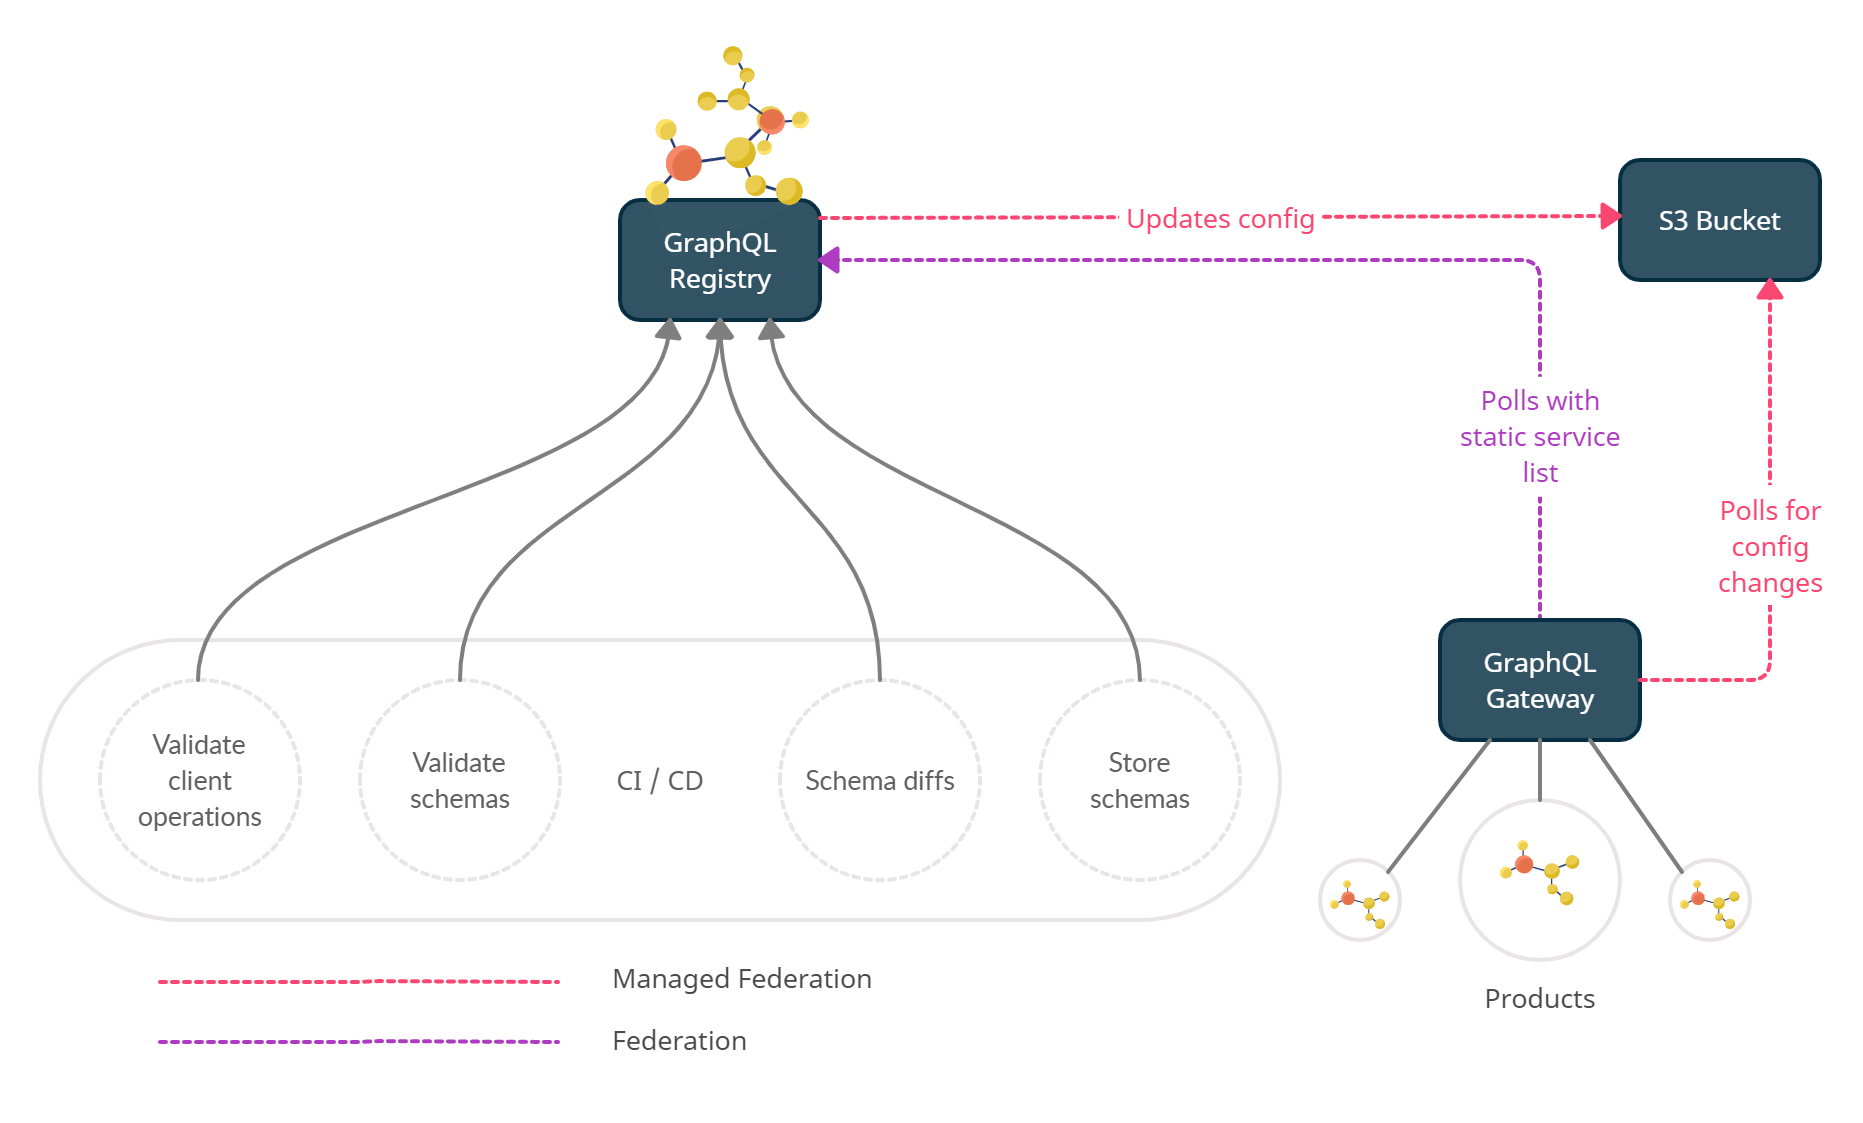 GraphQL
Registry
Updates config
S3 Bucket
Polls with
static service
list
Polls for
config
changes
GraphQL
Gateway
Validate
client
operations
Validate
schemas
CI / CD
Schema diffs
Store
schemas
Products
Managed Federation
Federation